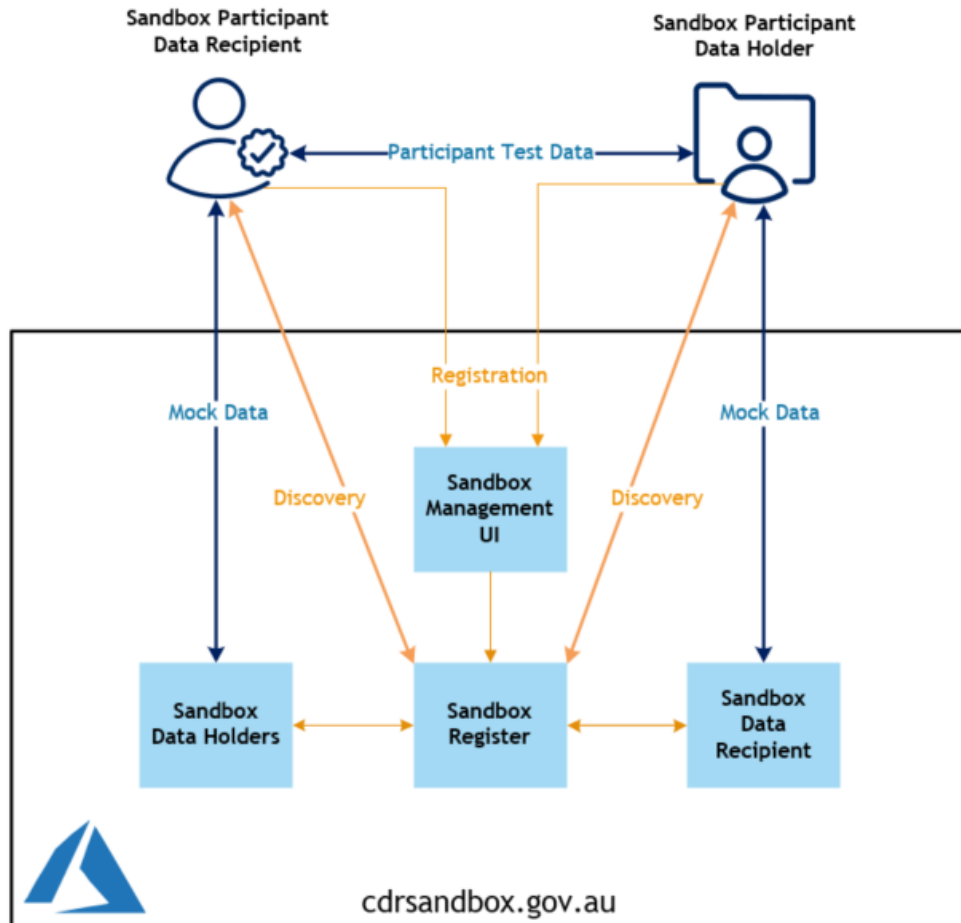 Sandbox Participant
Data Recipient
Sandbox Participant
Data Holder
Participant Test Data
Registration
Mock Data
Mock Data
Discovery
Discovery
Sandbox
Management
UI
Sandbox
Data Holders
Sandbox
Register
Sandbox
Data
Recipient
cdrsandbox.gov.au